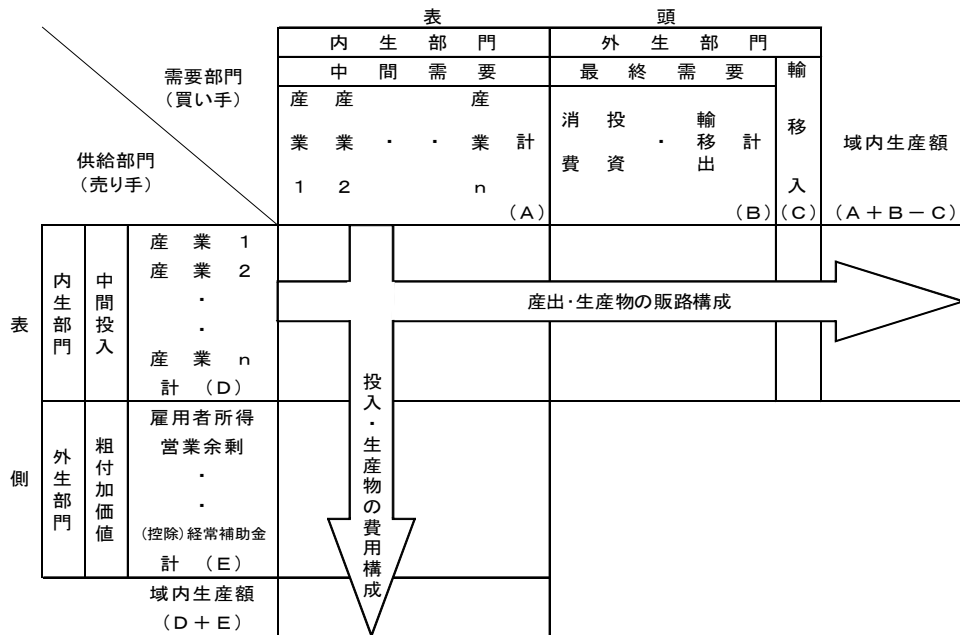 表頭
内生部門
外生部門
中間需要
最終需要
輸移入
(C)
需要部門
(買い手)
供給部門
(売り手)
産業1
産業2
・
・
産業n
計
(A)
消費
投資
・
輸移出
計
(B)
域内生産額
(A+B-C)
表側
内生部門
中間投入
産業1
産業2
・
・
産業n
計(D)
産出・生産物の販路構成
投入・生産物の費用構成
外生部門
粗付加価値
雇用者所得
営業余剰
・
・
(控除)経常補助金
計(E)
域内生産額
(D+E)